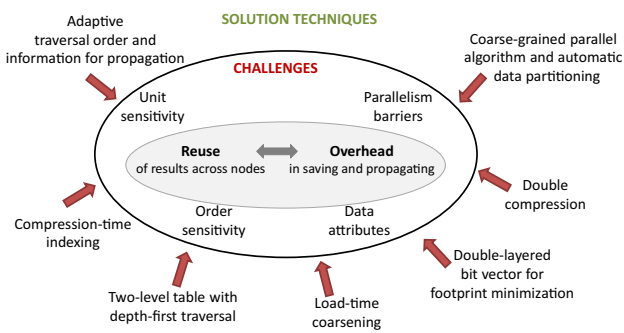 SOLUTION TECHNIQUES
Adaptive
traversal order and
information for propagation
CHALLENGES
Coarse-grained parallel
algorithm and automatic
data partitioning
Unit
sensitivity
Parallelism
barriers
Reuse
of results across nodes
Overhead
in saving and propagating
Order
sensitivity
Data
attributes
Compression-time
indexing
Double
compression
Two-level table with
depth-first traversal
Load-time
coarsening
Double-layered
bit vector for
footprint minimization